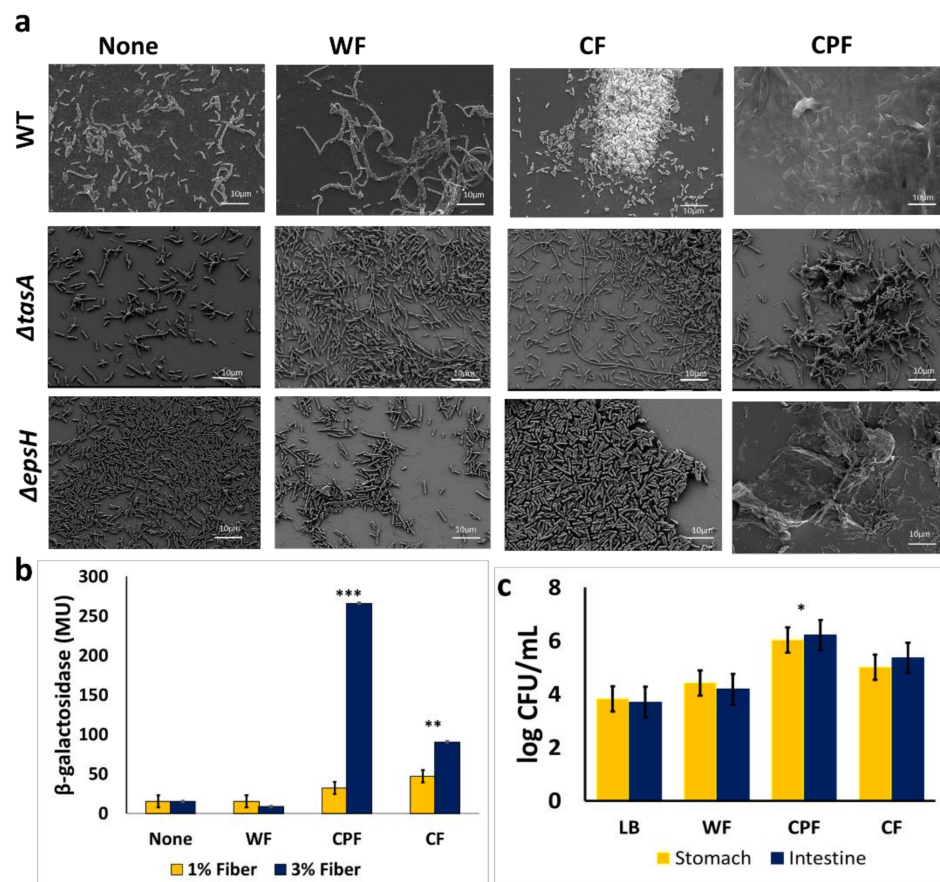 a
None WF CF CPF
WT
10μm 10μm 10μm 10μm
ΔtasA
10μm 10μm 10μm 10μm
ΔepsH
10μm 10μm 10μm 10μm
b
β-galactosidase (MU)
300
250
200
150
100
50
0
***
**
None WF CPF CF
1% Fiber 3% Fiber
c
log CFU/mL
8
6
4
2
0
*
LB WF CPF CF
Stomach Intestine